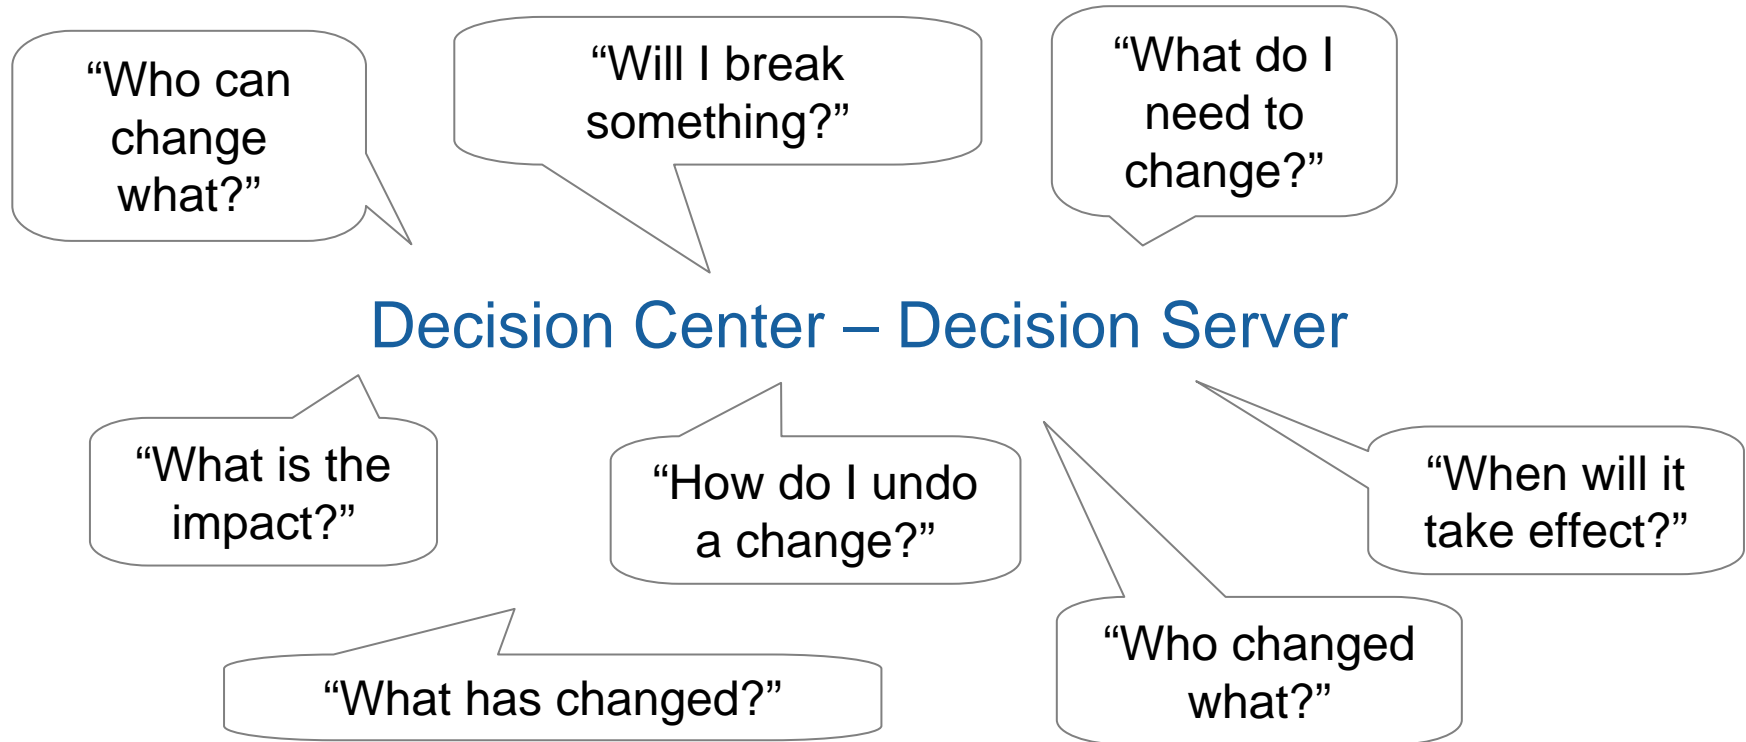 “Who can
change
what?”
“Will I break
something?”
“What do I
need to
change?”
Decision Center – Decision Server
“What is the
impact?”
“How do I undo
a change?”
“When will it
take effect?”
“What has changed?”
“Who changed
what?”